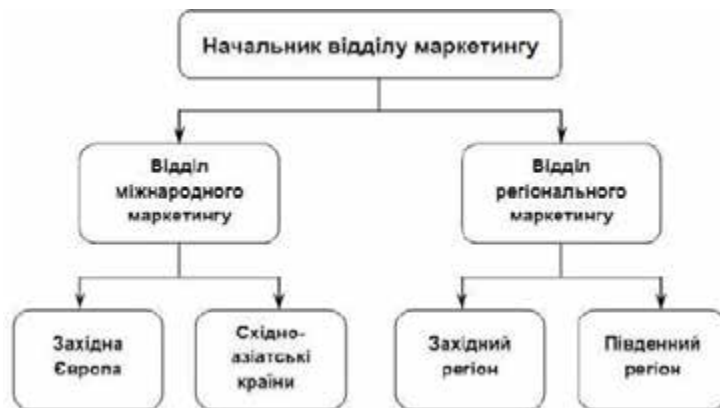 Начальник відділу маркетингу
Відділ
міжнародного
маркетингу
Відділ
регіонального
маркетингу
Західна
Європа
Східно-
азіатські
країни
Західний
регіон
Південний
регіон